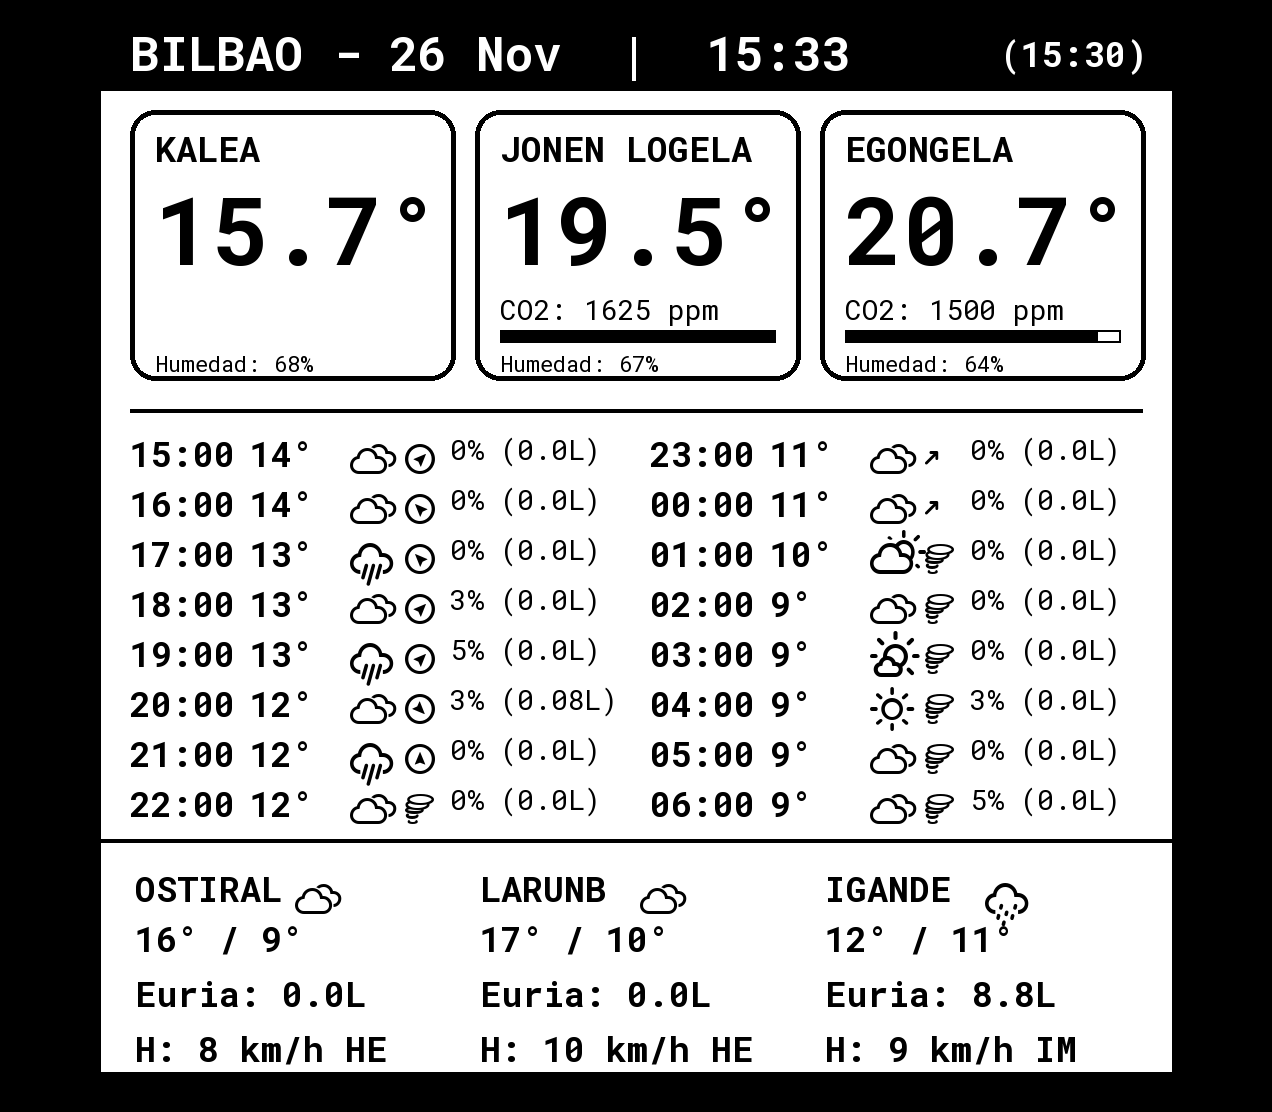 BILBAO - 26 Nov | 15:33 (15:30)
KALEA
15.7°
Humedad: 68%
JONEN LOGELA
19.5°
CO2: 1625 ppm
Humedad: 67%
EGONGELA
20.7°
CO2: 1500 ppm
Humedad: 64%
15:00 14° 0% (0.0L)
16:00 14° 0% (0.0L)
17:00 13° 0% (0.0L)
18:00 13° 3% (0.0L)
19:00 13° 5% (0.0L)
20:00 12° 3% (0.08L)
21:00 12° 0% (0.0L)
22:00 12° 0% (0.0L)
23:00 11° 0% (0.0L)
00:00 11° 0% (0.0L)
01:00 10° 0% (0.0L)
02:00 9° 0% (0.0L)
03:00 9° 0% (0.0L)
04:00 9° 3% (0.0L)
05:00 9° 0% (0.0L)
06:00 9° 5% (0.0L)
OSTIRAL
16° / 9°
Euria: 0.0L
H: 8 km/h HE
LARUNB
17° / 10°
Euria: 0.0L
H: 10 km/h HE
IGANDE
12° / 11°
Euria: 8.8L
H: 9 km/h IM